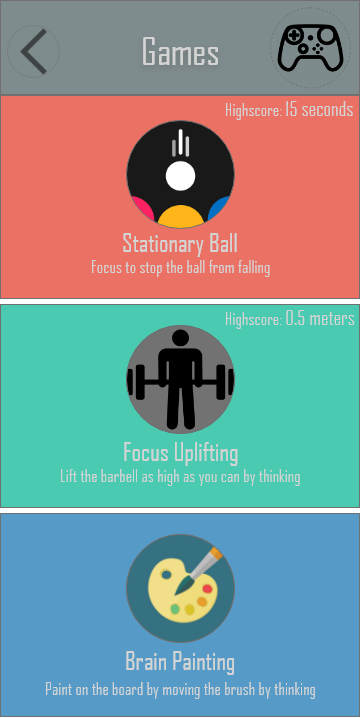 Games
Highscore: 15 seconds
Stationary Ball
Focus to stop the ball from falling
Highscore: 0.5 meters
Focus Uplifting
Lift the barbell as high as you can by thinking
Brain Painting
Paint on the board by moving the brush by thinking